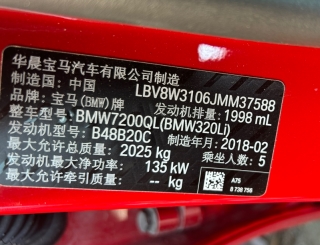 华晨宝马汽车有限公司制造
制造国：中国 LBV8W3106JMM37588
品牌：宝马(BMW)牌 发动机排量：1998 mL
整车型号：BMW7200QL(BMW320Li)
发动机型号：B48B20C 制造年月：2018-02
最大允许总质量：2025 kg 乘坐人数：5
发动机最大净功率：135 kW
最大允许牵引质量：-- kg A75
8 738 758